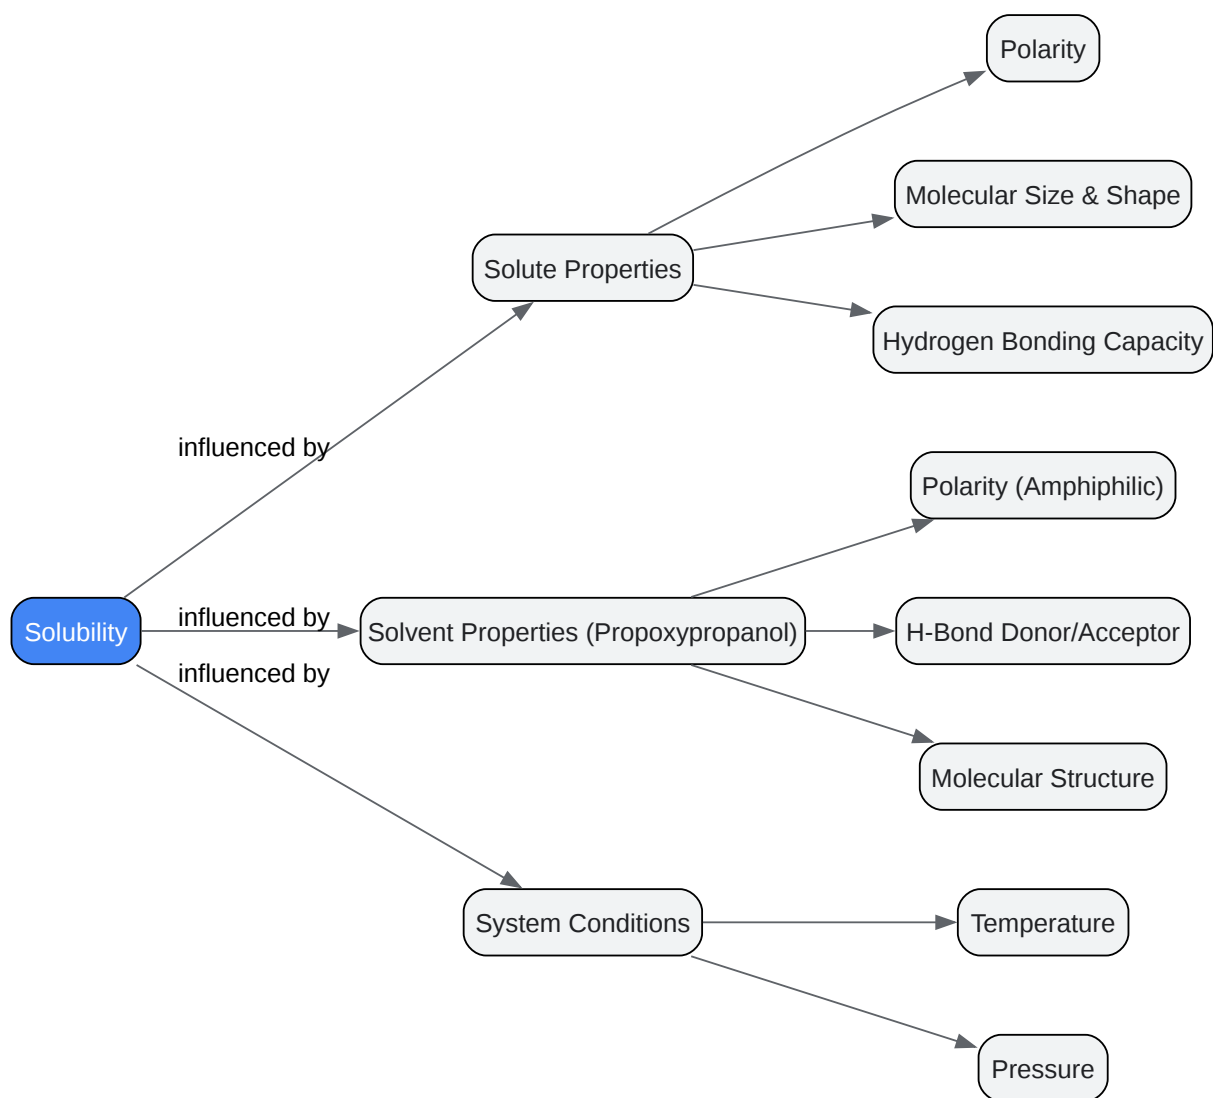 Polarity
Molecular Size & Shape
Solute Properties
Hydrogen Bonding Capacity
influenced by
Polarity (Amphiphilic)
influenced by
Solubility
Solvent Properties (Propoxypropanol)
H-Bond Donor/Acceptor
influenced by
Molecular Structure
System Conditions
Temperature
Pressure